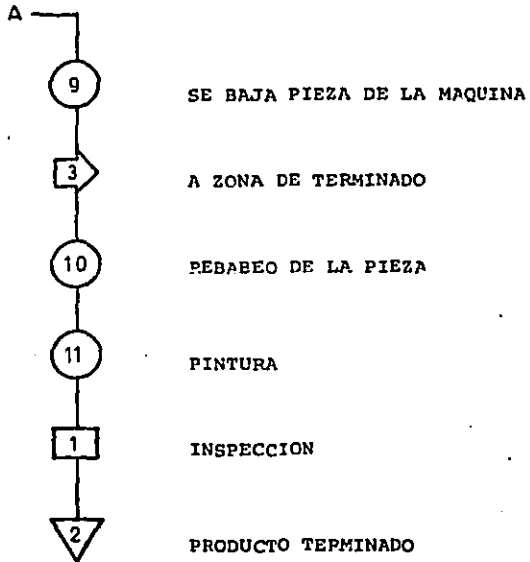 A
9 SE BAJA PIEZA DE LA MAQUINA
3 A ZONA DE TERMINADO
10 REBABEO DE LA PIEZA
11 PINTURA
1 INSPECCION
2 PRODUCTO TERMINADO